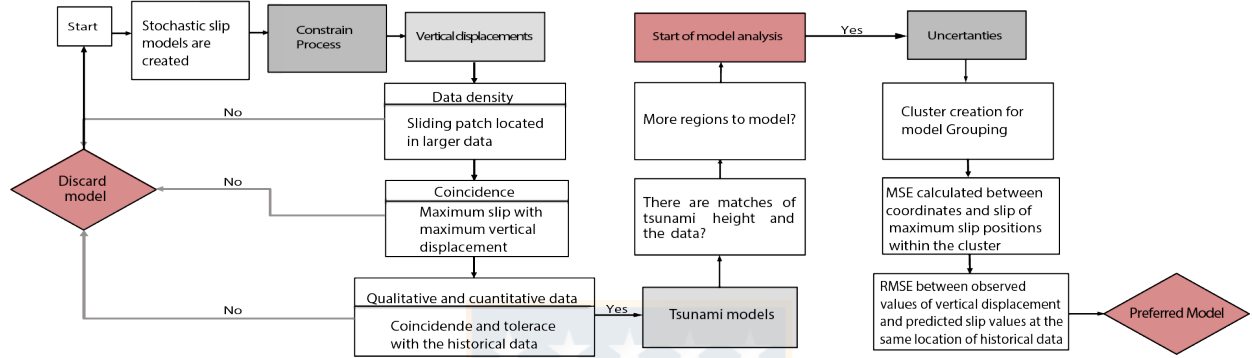 Start
Stochastic slip
models are
created
Constrain
Process
Vertical displacements
Data density
Sliding patch located
in larger data
No
Discard
model
Coincidence
Maximum slip with
maximum vertical
displacement
No
Qualitative and cuantitative data
Coincidende and tolerace
with the historical data
No
Yes
Tsunami models
There are matches of
tsunami height and
the data?
More regions to model?
Start of model analysis
Yes
Uncertanties
Cluster creation for
model Grouping
MSE calculated between
coordinates and slip of
maximum slip positions
within the cluster
RMSE between observed
values of vertical displacement
and predicted slip values at the
same location of historical data
Preferred Model